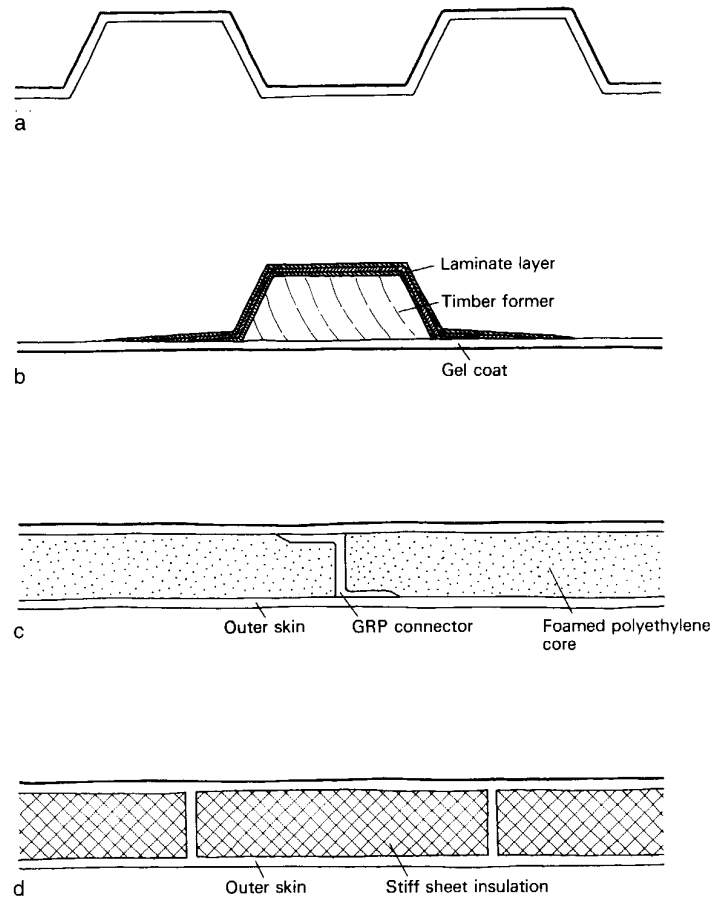 a
Laminate layer
Timber former
Gel coat
b
Outer skin
GRP connector
Foamed polyethylene
core
c
Outer skin
Stiff sheet insulation
d